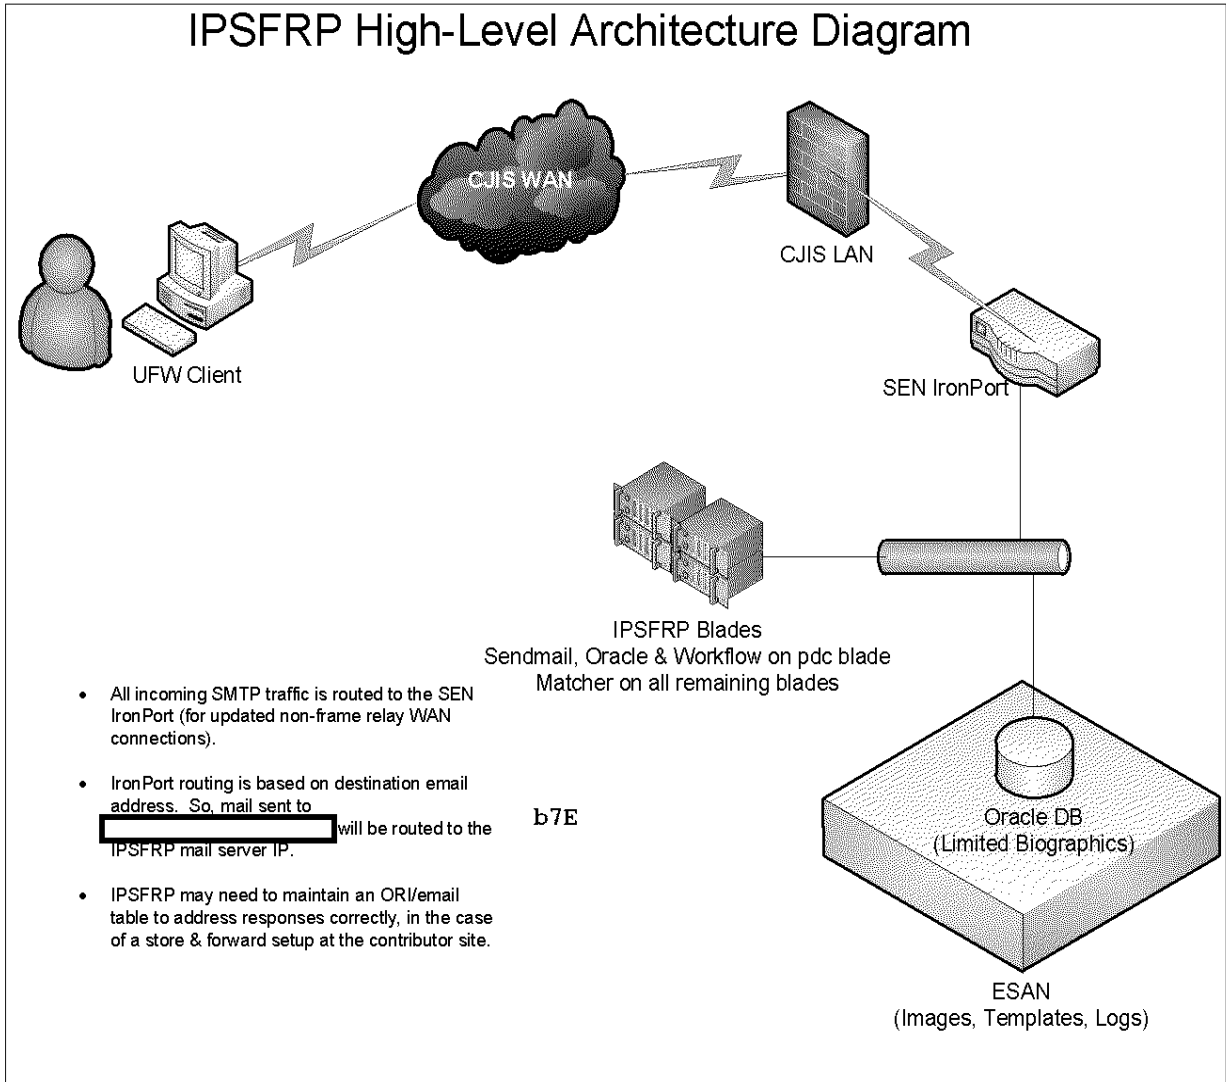 IPSFRP High-Level Architecture Diagram
CJIS WAN
CJIS LAN
UFW Client
SEN IronPort
IPSFRP Blades
Sendmail, Oracle & Workflow on pdc blade
Matcher on all remaining blades
• All incoming SMTP traffic is routed to the SEN
IronPort (for updated non-frame relay WAN
connections).
• IronPort routing is based on destination email
address. So, mail sent to
will be routed to the
IPSFRP mail server IP.
b7E
• IPSFRP may need to maintain an ORI/email
table to address responses correctly, in the case
of a store & forward setup at the contributor site.
Oracle DB
(Limited Biographics)
ESAN
(Images, Templates, Logs)